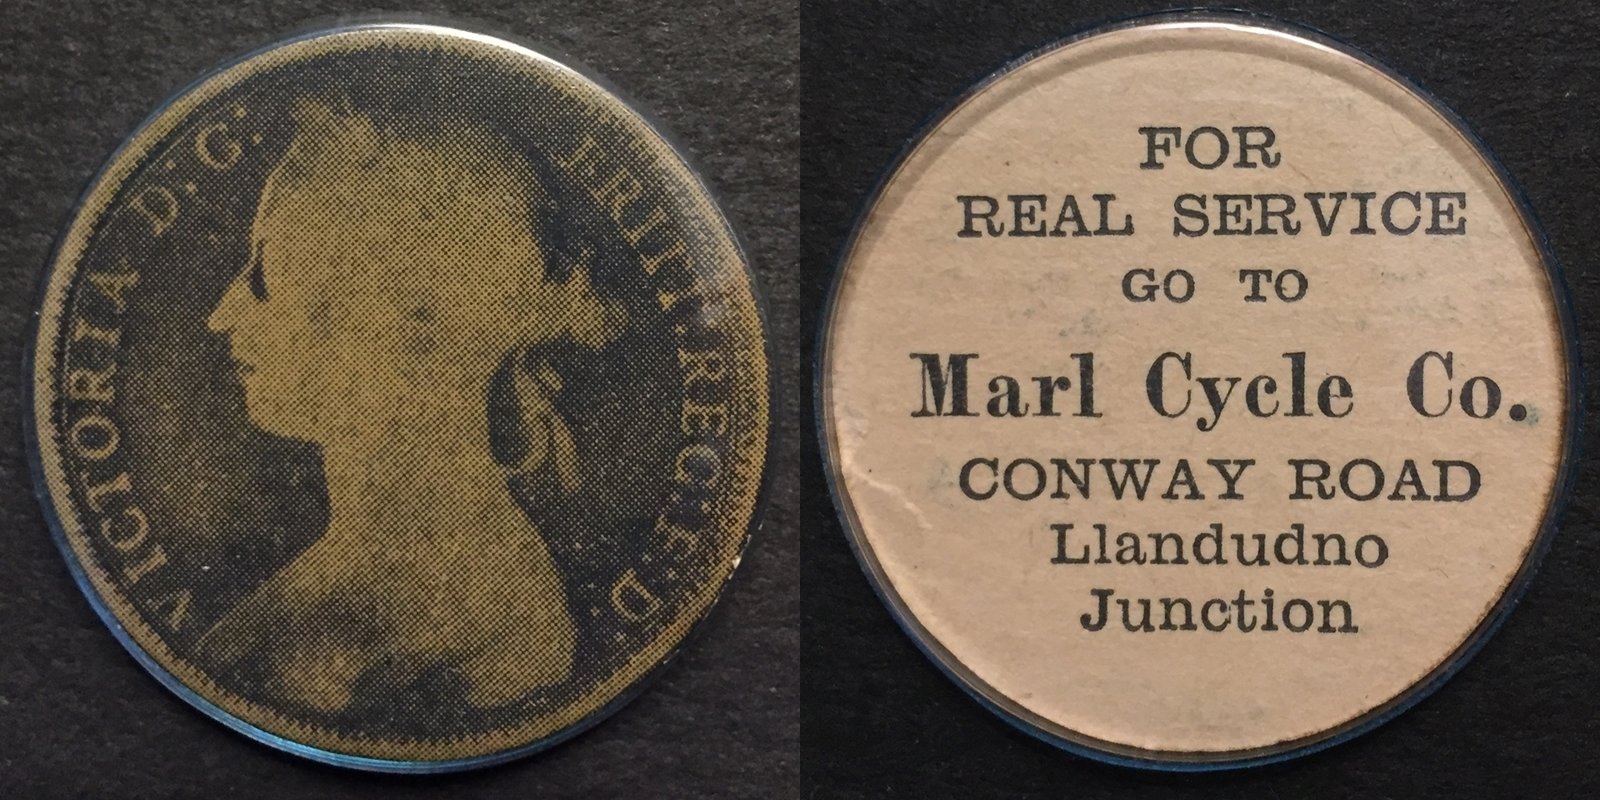 VICTORIA D:G: BRITT:REG:F:D:
FOR
REAL SERVICE
GO TO
Marl Cycle Co.
CONWAY ROAD
Llandudno
Junction